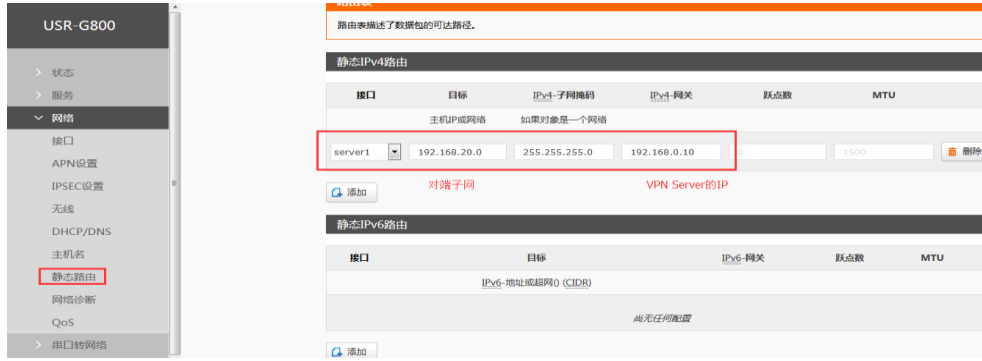 USR-G800
状态
服务
网络
接口
APN设置
IPSEC设置
无线
DHCP/DNS
主机名
静态路由
网络诊断
QoS
串口转网络
路由表
路由表描述了数据包的可达路径。
静态IPv4路由
接口 目标 IPv4-子网掩码 IPv4-网关 跃点数 MTU
主机IP或网络 如果对象是一个网络
server1 192.168.20.0 255.255.255.0 192.168.0.10 0 1500 删除
对端子网 VPN Server的IP
添加
静态IPv6路由
接口 目标 IPv6-网关 跃点数 MTU
IPv6-地址或超网() (CIDR)
尚无任何配置
添加